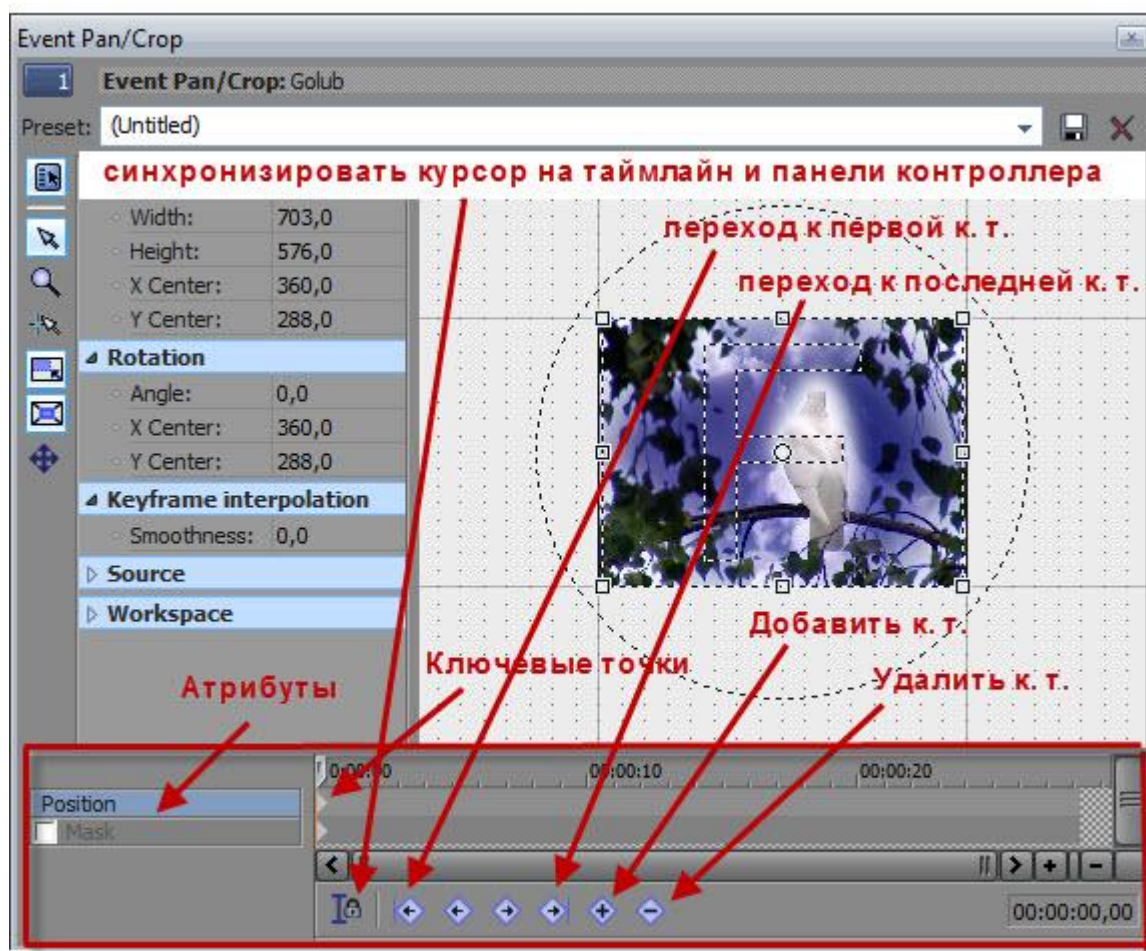 Event Pan/Crop
1 Event Pan/Crop: Golub
Preset: (Untitled)
синхронизировать курсор на таймлайн и панели контроллера
Width: 703,0
переход к первой к. т.
Height: 576,0
X Center: 360,0
переход к последней к. т.
Y Center: 288,0
Rotation
Angle: 0,0
X Center: 360,0
Y Center: 288,0
Keyframe interpolation
Smoothness: 0,0
Source
Workspace
Добавить к. т.
Ключевые точки
Удалить к. т.
Атрибуты
0:00:00 00:00:10 00:00:20
Position
Mask
00:00:00,00